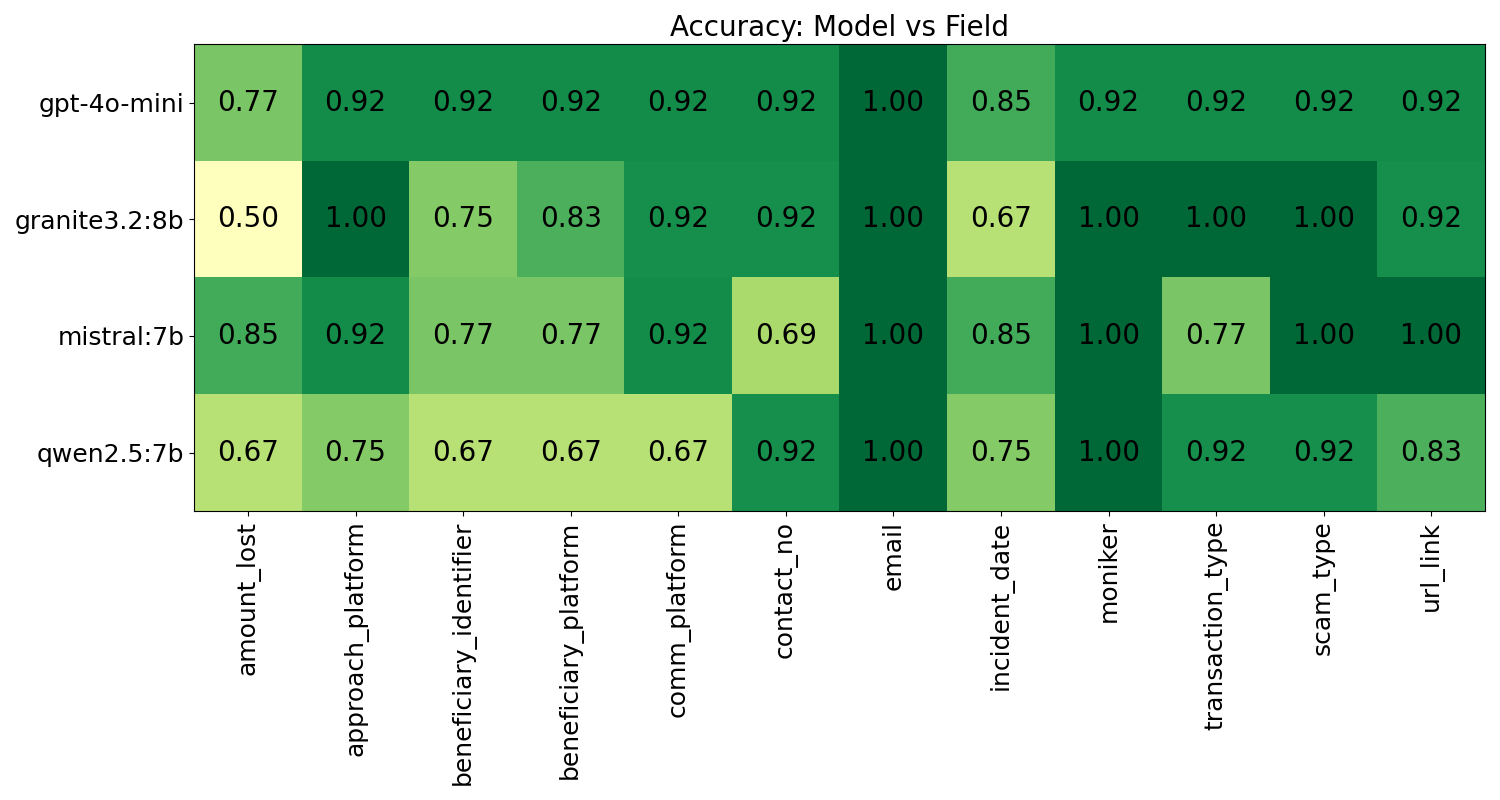 Accuracy: Model vs Field
gpt-4o-mini 0.77 0.92 0.92 0.92 0.92 0.92 1.00 0.85 0.92 0.92 0.92 0.92
granite3.2:8b 0.50 1.00 0.75 0.83 0.92 0.92 1.00 0.67 1.00 1.00 1.00 0.92
mistral:7b 0.85 0.92 0.77 0.77 0.92 0.69 1.00 0.85 1.00 0.77 1.00 1.00
qwen2.5:7b 0.67 0.75 0.67 0.67 0.67 0.92 1.00 0.75 1.00 0.92 0.92 0.83
amount_lost
approach_platform
beneficiary_identifier
beneficiary_platform
comm_platform
contact_no
email
incident_date
moniker
transaction_type
scam_type
url_link